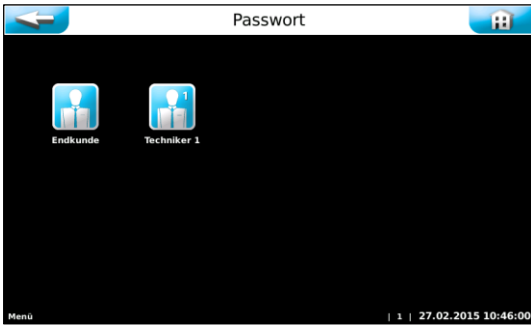 Passwort
1
Endkunde
Techniker 1
Menü
| 1 | 27.02.2015 10:46:00